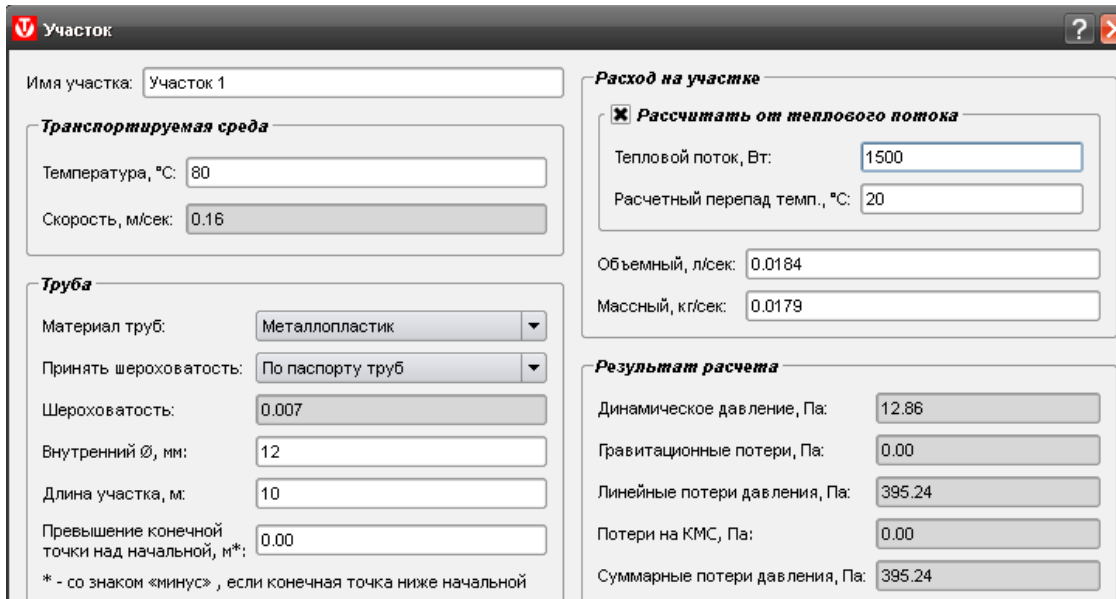 Участок
?
Имя участка: Участок 1
Транспортируемая среда
Температура, °C: 80
Скорость, м/сек: 0.16
Труба
Материал труб: Металлопластик
Принять шероховатость: По паспорту труб
Шероховатость: 0.007
Внутренний Ø, мм: 12
Длина участка, м: 10
Превышение конечной
точки над начальной, м*: 0.00
* - со знаком «минус» , если конечная точка ниже начальной
Расход на участке
Рассчитать от теплового потока
Тепловой поток, Вт: 1500
Расчетный перепад темп., °C: 20
Объемный, л/сек: 0.0184
Массный, кг/сек: 0.0179
Результат расчета
Динамическое давление, Па: 12.86
Гравитационные потери, Па: 0.00
Линейные потери давления, Па: 395.24
Потери на КМС, Па: 0.00
Суммарные потери давления, Па: 395.24